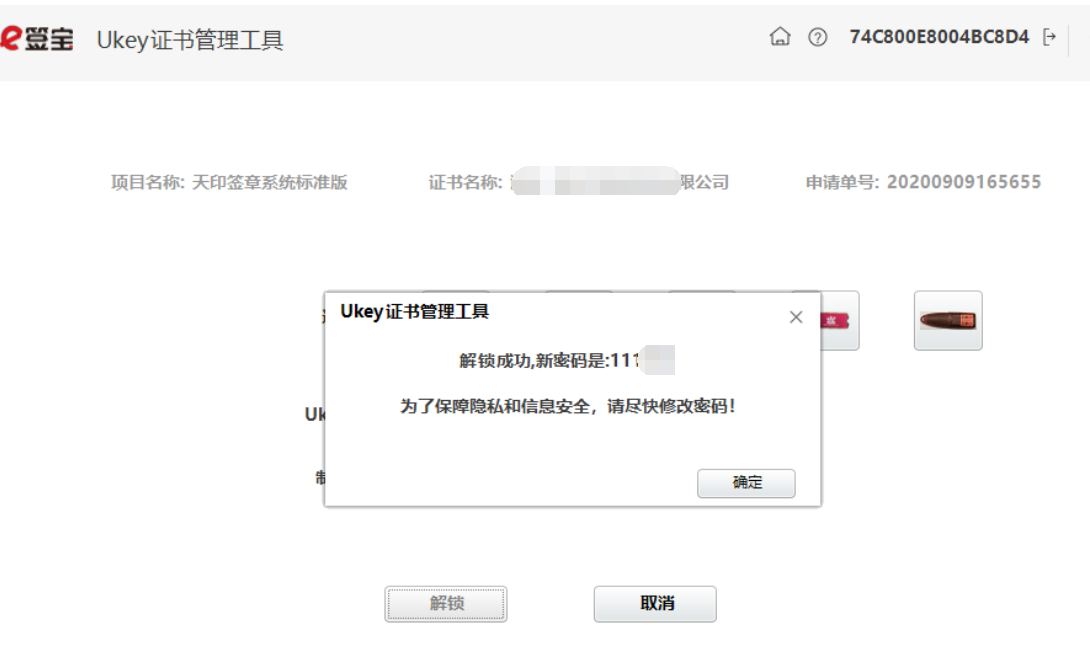 e签宝 Ukey证书管理工具 74C800E8004BC8D4
项目名称: 天印签章系统标准版 证书名称: 限公司 申请单号: 20200909165655
Ukey证书管理工具
解锁成功,新密码是:111
为了保障隐私和信息安全，请尽快修改密码!
Uk
制
确定
解锁 取消